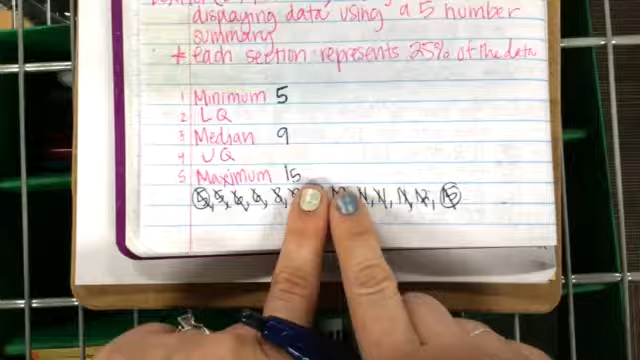 displaying data using a 5 number
summary
* each section represents 25% of the data
1 Minimum 5
2 LQ
3 Median 9
4 UQ
5 Maximum 15